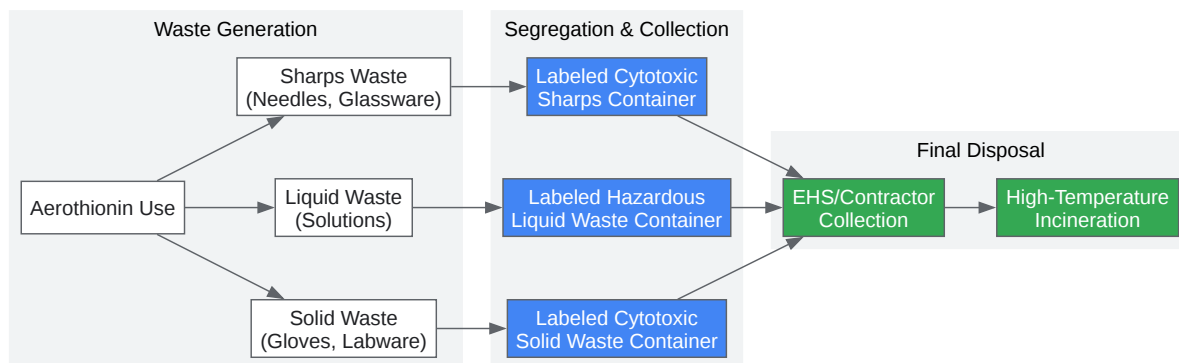 Waste Generation
Segregation & Collection
Sharps Waste
(Needles, Glassware)
Labeled Cytotoxic
Sharps Container
Final Disposal
Aerothionin Use
Liquid Waste
(Solutions)
Labeled Hazardous
Liquid Waste Container
EHS/Contractor
Collection
High-Temperature
Incineration
Solid Waste
(Gloves, Labware)
Labeled Cytotoxic
Solid Waste Container